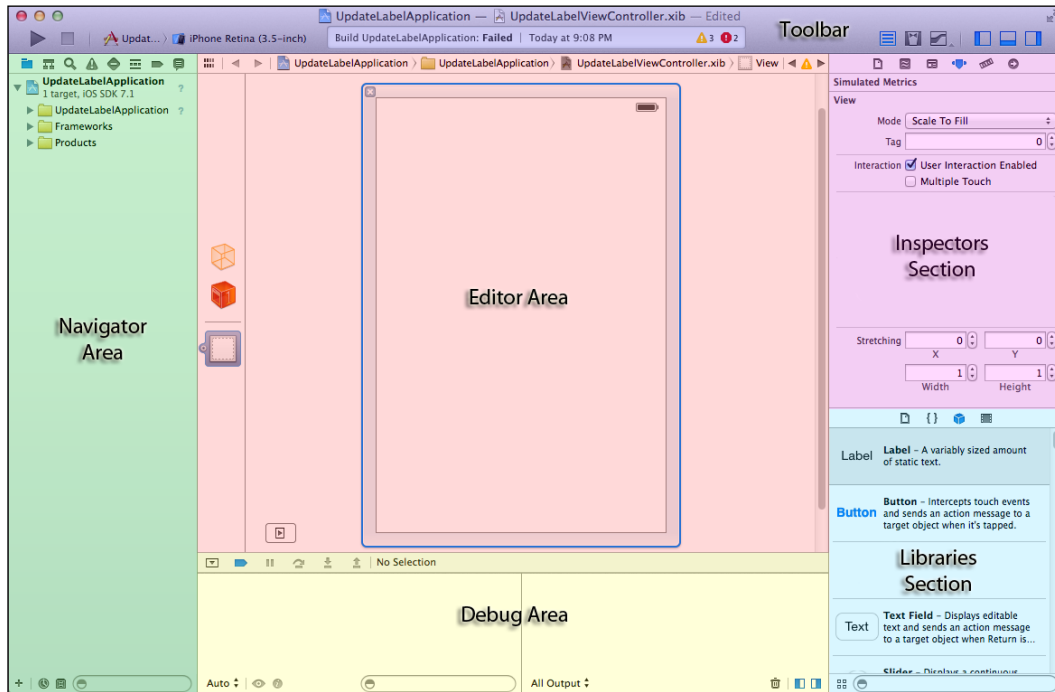 UpdateLabelApplication — UpdateLabelViewController.xib — Edited
Updat... iPhone Retina (3.5-inch)
Build UpdateLabelApplication: Failed | Today at 9:08 PM
3 2
Toolbar
UpdateLabelApplication
1 target, iOS SDK 7.1
?
UpdateLabelApplication ?
Frameworks
Products
Navigator
Area
UpdateLabelApplication UpdateLabelApplication UpdateLabelViewController.xib View
Editor Area
No Selection
Debug Area
Auto
All Output
Simulated Metrics
View
Mode Scale To Fill
Tag 0
Interaction User Interaction Enabled
Multiple Touch
Inspectors
Section
Stretching 0 0
X Y
1 1
Width Height
{ }
Label Label – A variably sized amount
of static text.
Button Button – Intercepts touch events
and sends an action message to a
target object when it's tapped.
Libraries
Section
Text Text Field – Displays editable
text and sends an action message
to a target object when Return is...
Slider – Displays a continuous